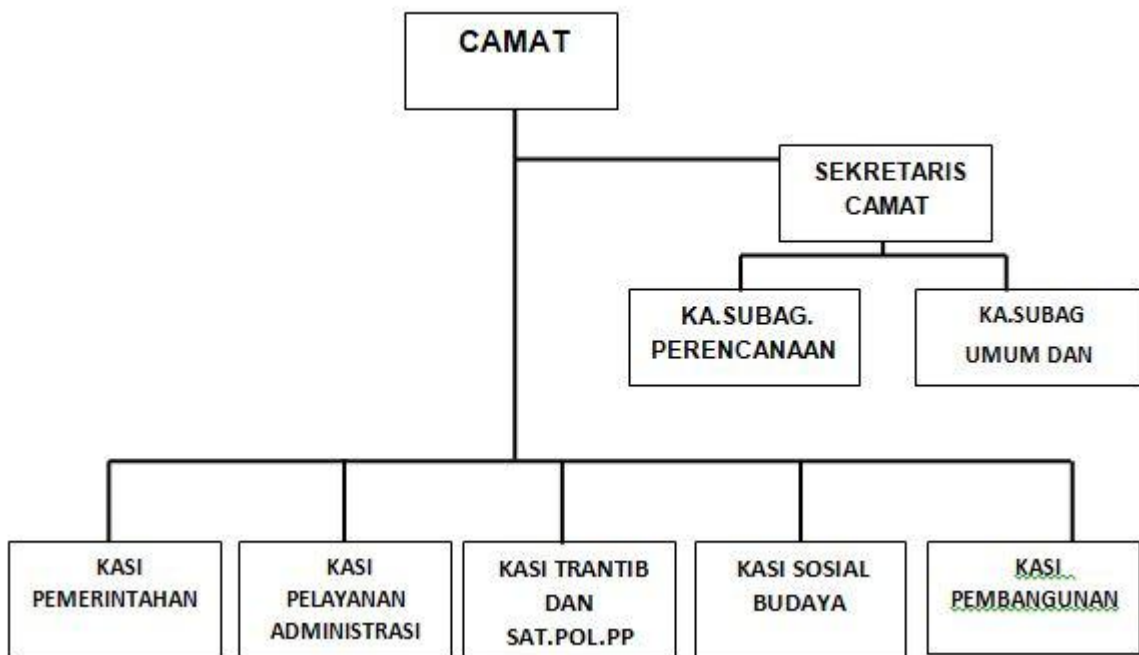 CAMAT
SEKRETARIS
CAMAT
KA.SUBAG.
PERENCANAAN
KA.SUBAG
UMUM DAN
KASI
PEMERINTAHAN
KASI
PELAYANAN
ADMINISTRASI
KASI TRANTIB
DAN
SAT.POL.PP
KASI SOSIAL
BUDAYA
KASI
PEMBANGUNAN